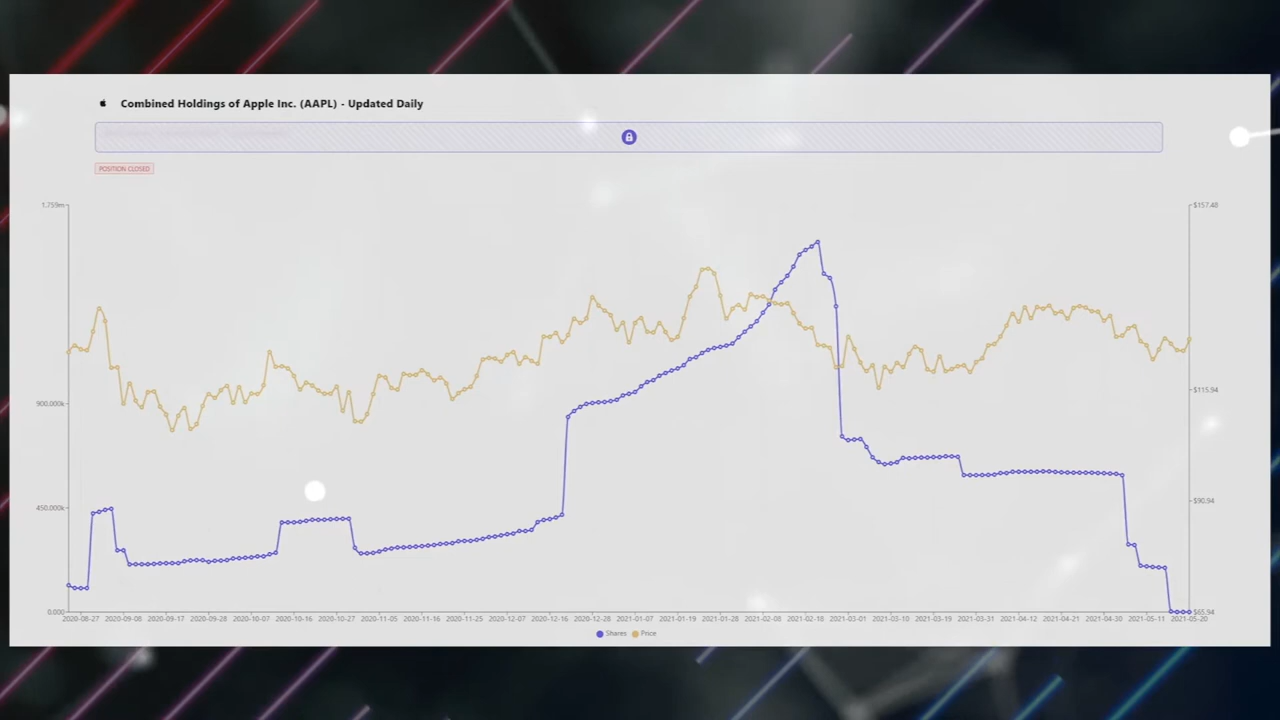 Combined Holdings of Apple Inc. (AAPL) - Updated Daily
POSITION CLOSED
1.759m
$157.48
900.000k
$115.94
450.000k
$90.94
0.000
$65.94
2020-08-27 2020-09-08 2020-09-17 2020-09-28 2020-10-07 2020-10-16 2020-10-27 2020-11-05 2020-11-16 2020-11-25 2020-12-07 2020-12-16 2020-12-28 2021-01-07 2021-01-19 2021-01-28 2021-02-08 2021-02-18 2021-03-01 2021-03-10 2021-03-19 2021-03-31 2021-04-12 2021-04-21 2021-04-30 2021-05-11 2021-05-20
Shares Price